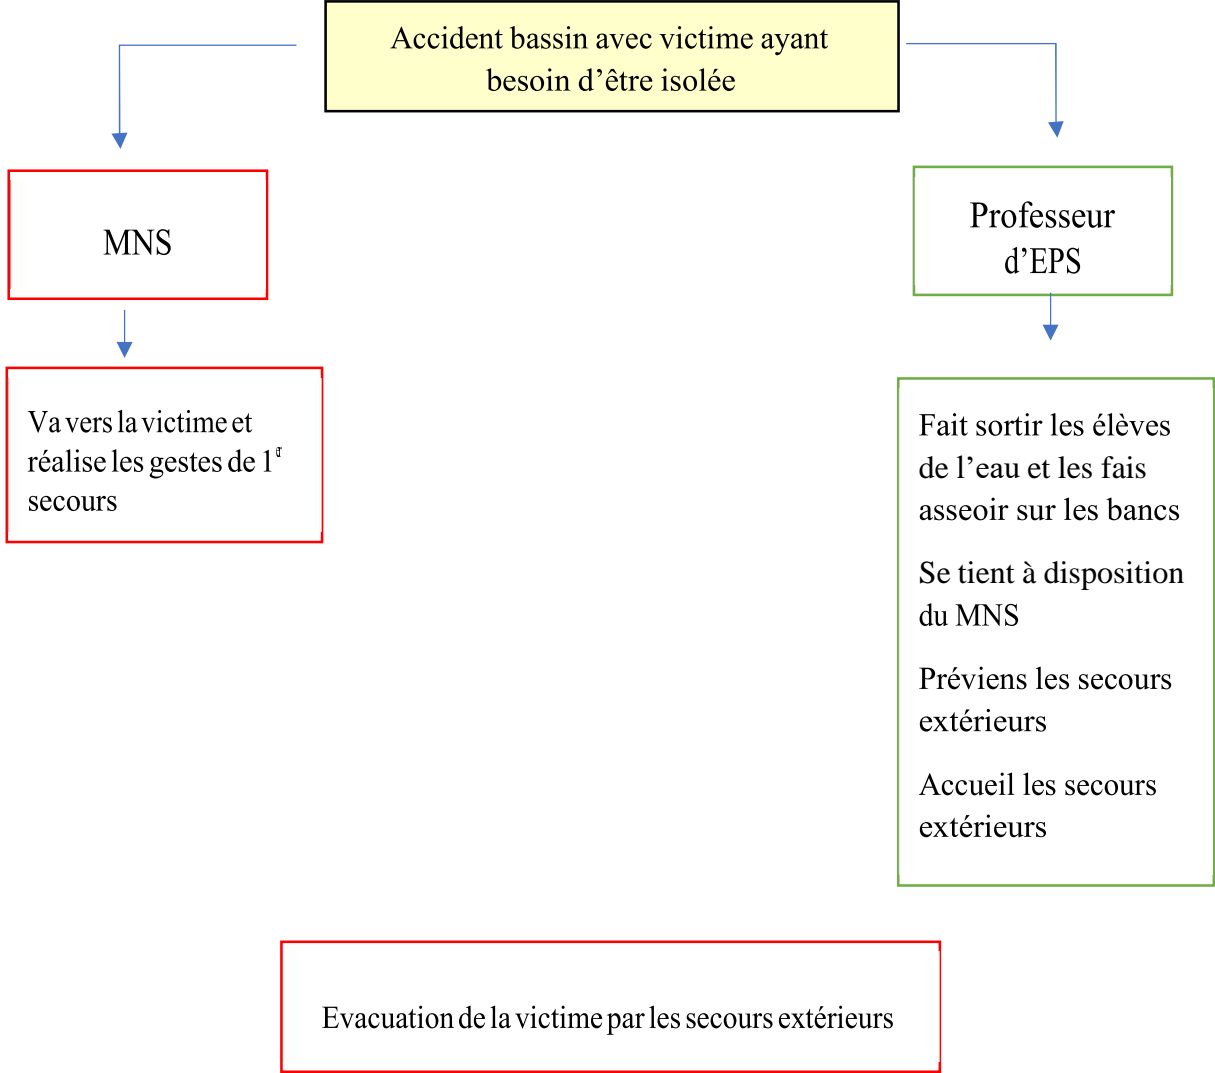 Accident bassin avec victime ayant
besoin d’être isolée
MNS
Professeur
d’EPS
Va vers la victime et
réalise les gestes de 1er
secours
Fait sortir les élèves
de l’eau et les fais
asseoir sur les bancs
Se tient à disposition
du MNS
Préviens les secours
extérieurs
Accueil les secours
extérieurs
Evacuation de la victime par les secours extérieurs